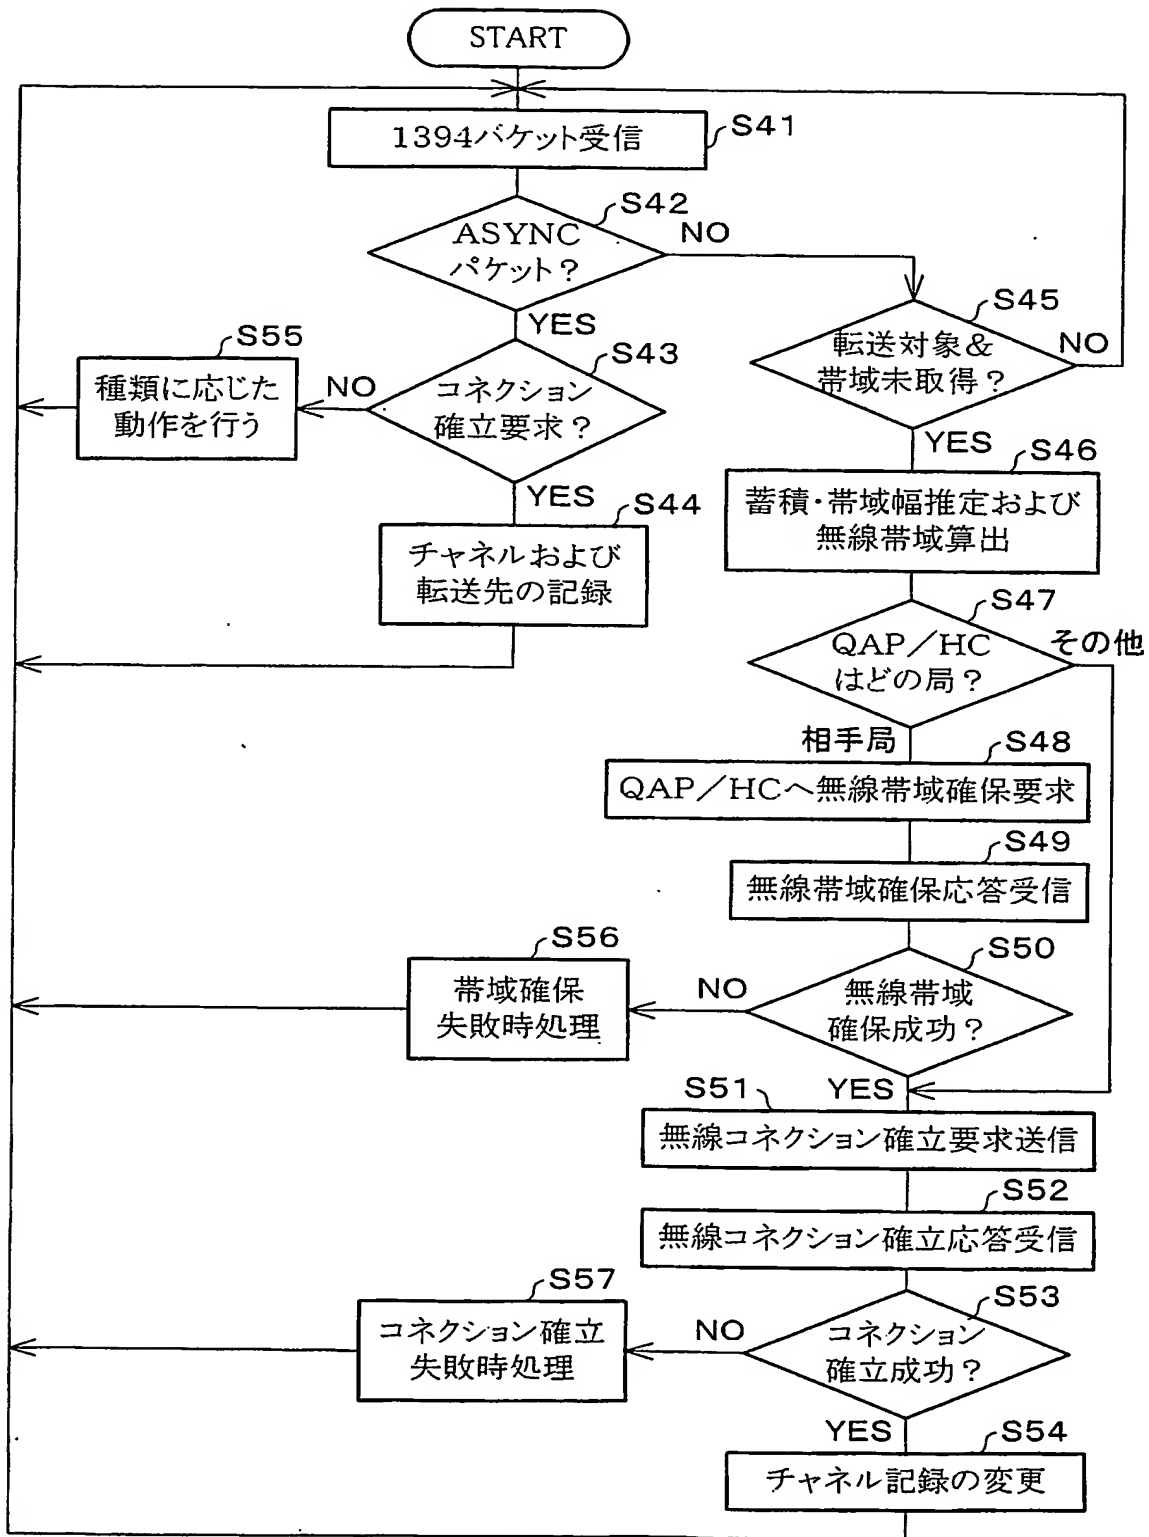 START
1394パケット受信
S41
ASYNC
パケット？
S42
NO
YES
S45
転送対象&
帯域未取得？
NO
YES
S43
コネクション
確立要求？
NO
YES
S55
種類に応じた
動作を行う
S44
チャネルおよび
転送先の記録
S46
蓄積・帯域幅推定および
無線帯域算出
S47
QAP／HC
はどの局？
その他
相手局
S48
QAP／HCへ無線帯域確保要求
S49
無線帯域確保応答受信
S50
無線帯域
確保成功？
NO
YES
S56
帯域確保
失敗時処理
S51
無線コネクション確立要求送信
S52
無線コネクション確立応答受信
S53
コネクション
確立成功？
NO
YES
S57
コネクション確立
失敗時処理
S54
チャネル記録の変更